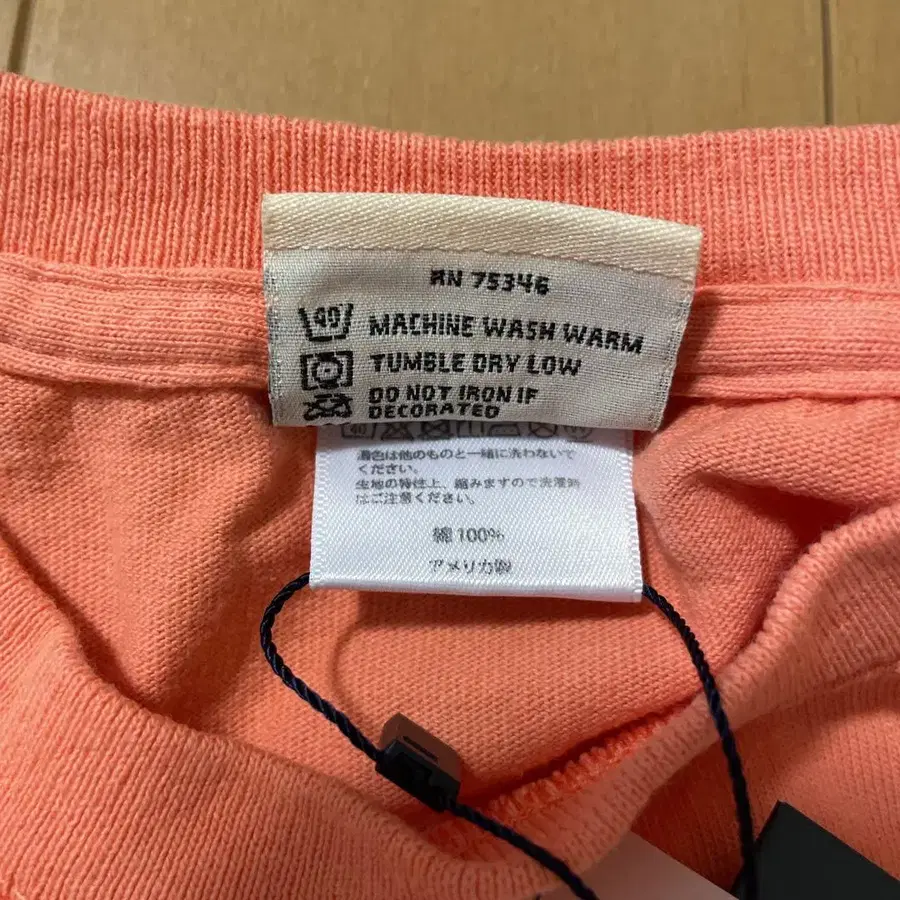 RN 75346
40 MACHINE WASH WARM
TUMBLE DRY LOW
DO NOT IRON IF
DECORATED
40
濃色は他のものと一緒に洗わないで
ください。
生地の特性上、縮みますので洗濯時
はご注意ください。
綿100%
アメリカ製